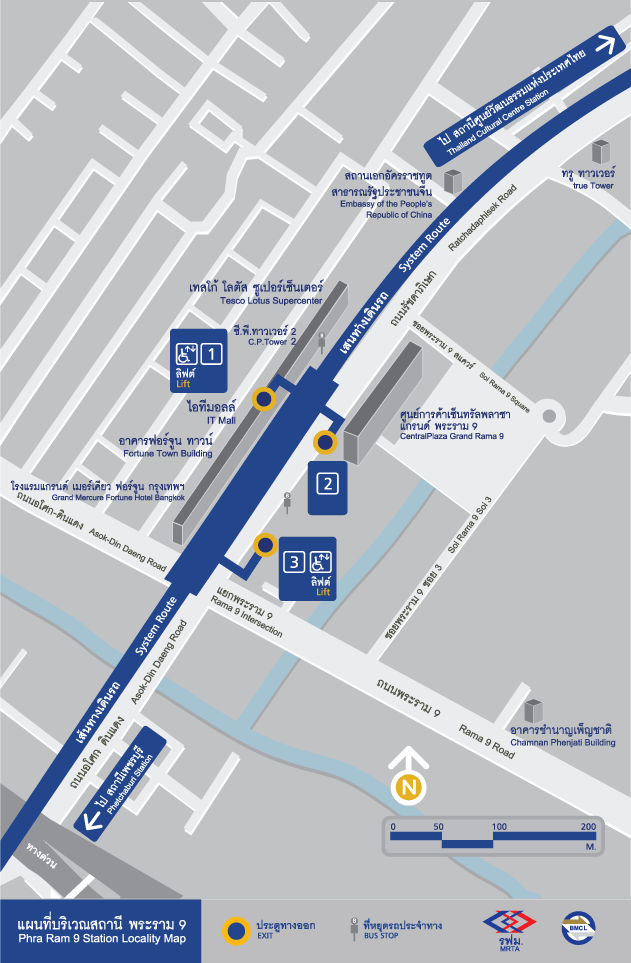 ไป สถานีศูนย์วัฒนธรรมแห่งประเทศไทย
Thailand Cultural Centre Station
ทรู ทาวเวอร์
true Tower
สถานเอกอัครราชทูต
สาธารณรัฐประชาชนจีน
Embassy of the People's
Republic of China
เส้นทางเดินรถ
System Route
Ratchadaphisek Road
ถนนรัชดาภิเษก
เทสโก้ โลตัส ซูเปอร์เซ็นเตอร์
Tesco Lotus Supercenter
ซี.พี.ทาวเวอร์ 2
C.P.Tower 2
1
ลิฟต์
Lift
ไอทีมอลล์
IT Mall
อาคารฟอร์จูน ทาวน์
Fortune Town Building
โรงแรมแกรนด์ เมอร์เคียว ฟอร์จูน กรุงเทพฯ
Grand Mercure Fortune Hotel Bangkok
ซอยพระราม 9 สแควร์
Soi Rama 9 Square
ศูนย์การค้าเซ็นทรัลพลาซา
แกรนด์ พระราม 9
CentralPlaza Grand Rama 9
2
ถนนอโศก-ดินแดง
Asok-Din Daeng Road
3
ลิฟต์
Lift
ซอยพระราม 9 ซอย 3
Soi Rama 9 Soi 3
แยกพระราม 9
Rama 9 Intersection
เส้นทางเดินรถ
System Route
ถนนอโศก ดินแดง
Asok-Din Daeng Road
ถนนพระราม 9
Rama 9 Road
อาคารชำนาญเพ็ญชาติ
Chamnan Phenjati Building
ไป สถานีเพชรบุรี
Phetchaburi Station
ทางด่วน
N
0 50 100 200
M.
แผนที่บริเวณสถานี พระราม 9
Phra Ram 9 Station Locality Map
ประตูทางออก
EXIT
ที่หยุดรถประจำทาง
BUS STOP
รฟม.
MRTA
BMCL